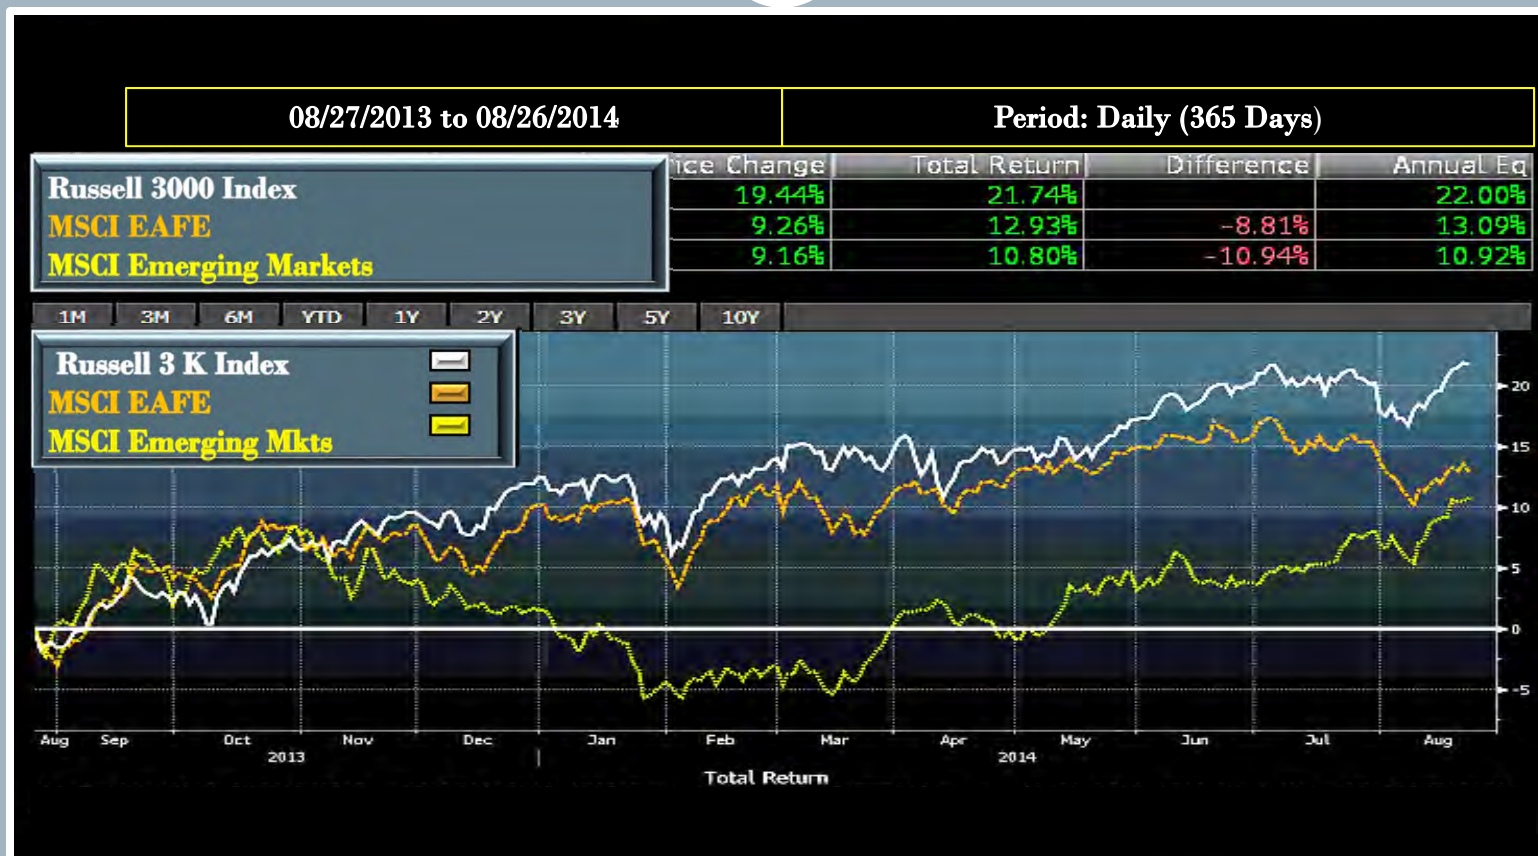 08/27/2013 to 08/26/2014 Period: Daily (365 Days)
ice Change Total Return Difference Annual Eq
Russell 3000 Index 19.44% 21.74% 22.00%
MSCI EAFE 9.26% 12.93% -8.81% 13.09%
MSCI Emerging Markets 9.16% 10.80% -10.94% 10.92%
1M 3M 6M YTD 1Y 2Y 3Y 5Y 10Y
Russell 3 K Index
MSCI EAFE
MSCI Emerging Mkts
20
15
10
5
0
-5
Aug Sep Oct Nov Dec Jan Feb Mar Apr May Jun Jul Aug
2013 2014
Total Return